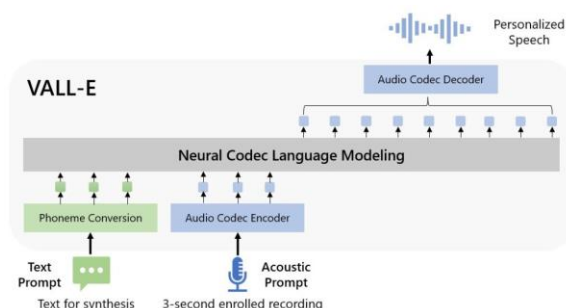 Personalized
Speech
Audio Codec Decoder
VALL-E
Neural Codec Language Modeling
Phoneme Conversion
Audio Codec Encoder
Text
Prompt
Acoustic
Prompt
Text for synthesis
3-second enrolled recording